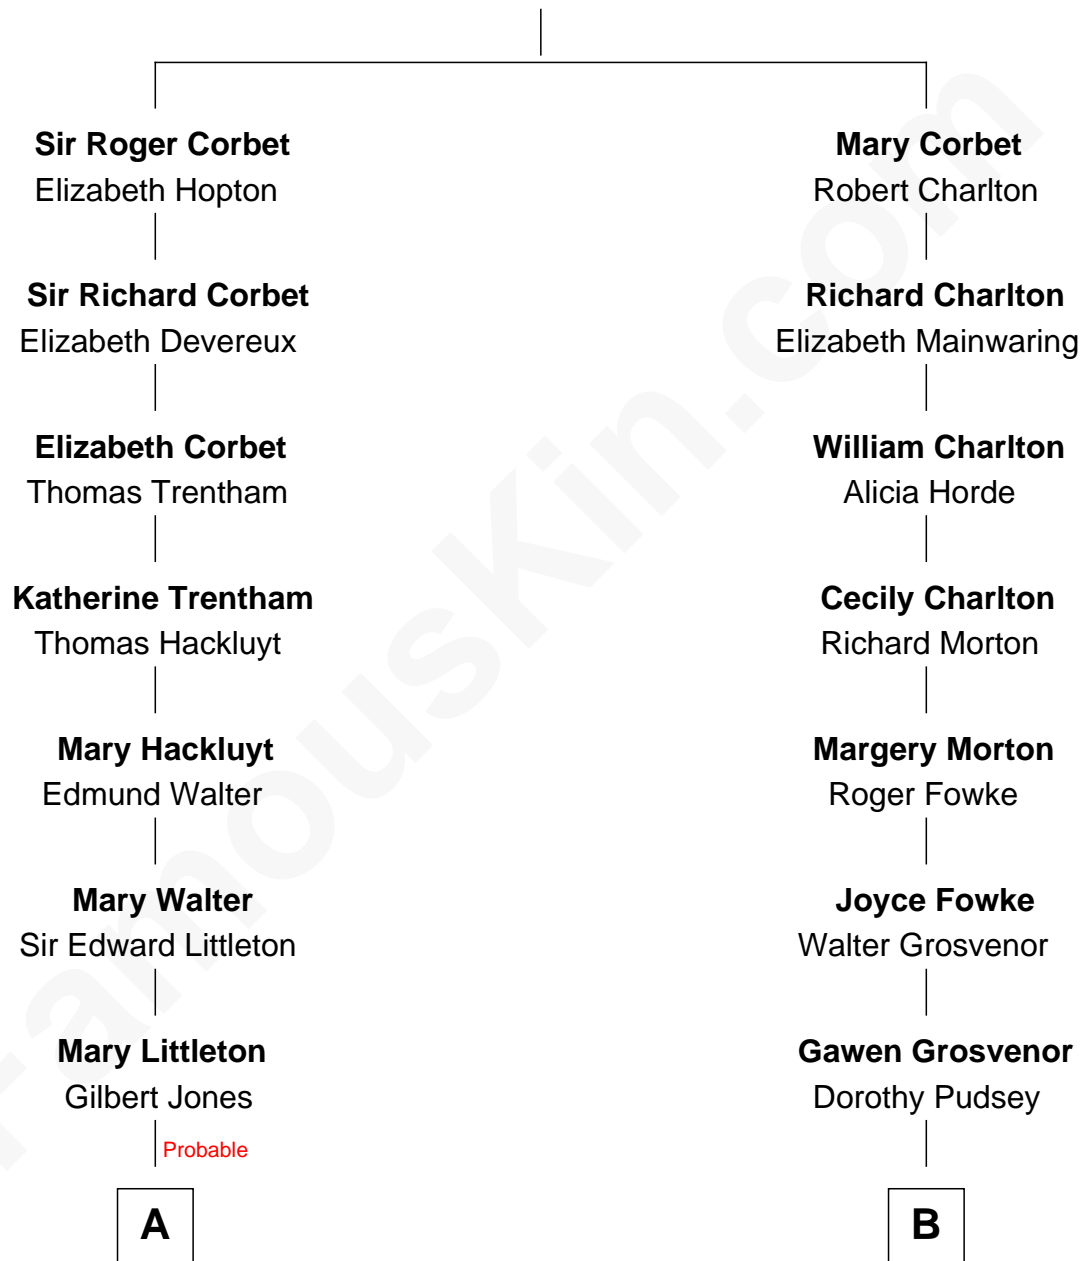 Sir Roger Corbet
Elizabeth Hopton
Mary Corbet
Robert Charlton
Sir Richard Corbet
Elizabeth Devereux
Richard Charlton
Elizabeth Mainwaring
Elizabeth Corbet
Thomas Trentham
William Charlton
Alicia Horde
Katherine Trentham
Thomas Hackluyt
Cecily Charlton
Richard Morton
Mary Hackluyt
Edmund Walter
Margery Morton
Roger Fowke
Mary Walter
Sir Edward Littleton
Joyce Fowke
Walter Grosvenor
Mary Littleton
Gilbert Jones
Gawen Grosvenor
Dorothy Pudsey
Probable
A
B
FamousKin.com